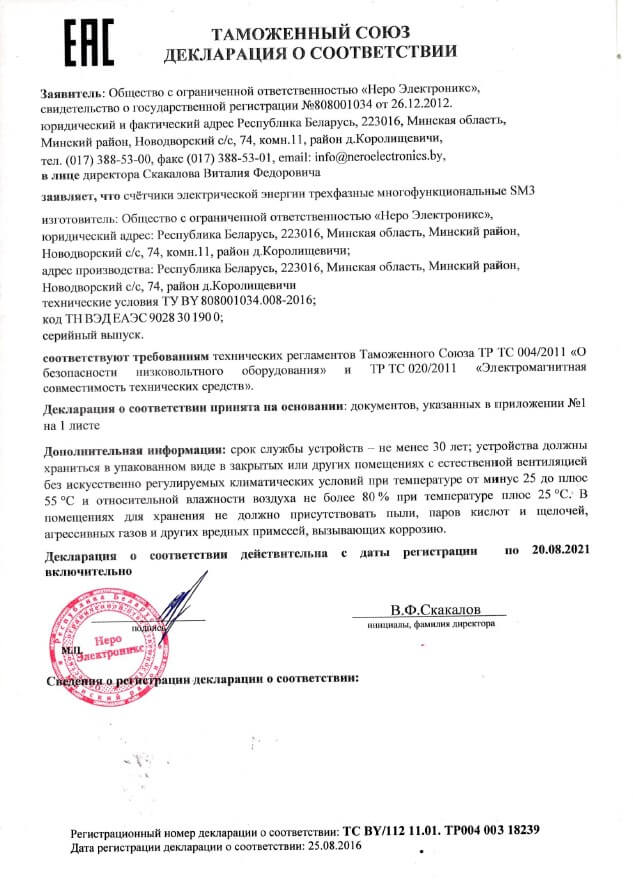 ЕАС
ТАМОЖЕННЫЙ СОЮЗ
ДЕКЛАРАЦИЯ О СООТВЕТСТВИИ
Заявитель: Общество с ограниченной ответственностью «Неро Электроникс»,
свидетельство о государственной регистрации №808001034 от 26.12.2012.
юридический и фактический адрес Республика Беларусь, 223016, Минская область,
Минский район, Новодворский с/с, 74, комн.11, район д.Королищевичи,
тел. (017) 388-53-00, факс (017) 388-53-01, email: info@neroelectronics.by,
в лице директора Скакалова Виталия Федоровича
заявляет, что счётчики электрической энергии трехфазные многофункциональные SM3
изготовитель: Общество с ограниченной ответственностью «Неро Электроникс»,
юридический адрес: Республика Беларусь, 223016, Минская область, Минский район,
Новодворский с/с, 74, комн.11, район д.Королищевичи;
адрес производства: Республика Беларусь, 223016, Минская область, Минский район,
Новодворский с/с, 74, район д.Королищевичи
технические условия ТУ BY 808001034.008-2016;
код ТН ВЭД ЕАЭС 9028 30 190 0;
серийный выпуск.
соответствуют требованиям технических регламентов Таможенного Союза ТР ТС 004/2011 «О
безопасности низковольтного оборудования» и ТР ТС 020/2011 «Электромагнитная
совместимость технических средств».
Декларация о соответствии принята на основании: документов, указанных в приложении №1
на 1 листе
Дополнительная информация: срок службы устройств – не менее 30 лет; устройства должны
храниться в упакованном виде в закрытых или других помещениях с естественной вентиляцией
без искусственно регулируемых климатических условий при температуре от минус 25 до плюс
55 °С и относительной влажности воздуха не более 80 % при температуре плюс 25 °С. В
помещениях для хранения не должно присутствовать пыли, паров кислот и щелочей,
агрессивных газов и других вредных примесей, вызывающих коррозию.
Декларация о соответствии действительна с даты регистрации по 20.08.2021
включительно
В.Ф.Скакалов
подпись
инициалы, фамилия директора
М.П.
Неро
Электроникс
Сведения о регистрации декларации о соответствии:
Регистрационный номер декларации о соответствии: ТС BY/112 11.01. ТР004 003 18239
Дата регистрации декларации о соответствии: 25.08.2016